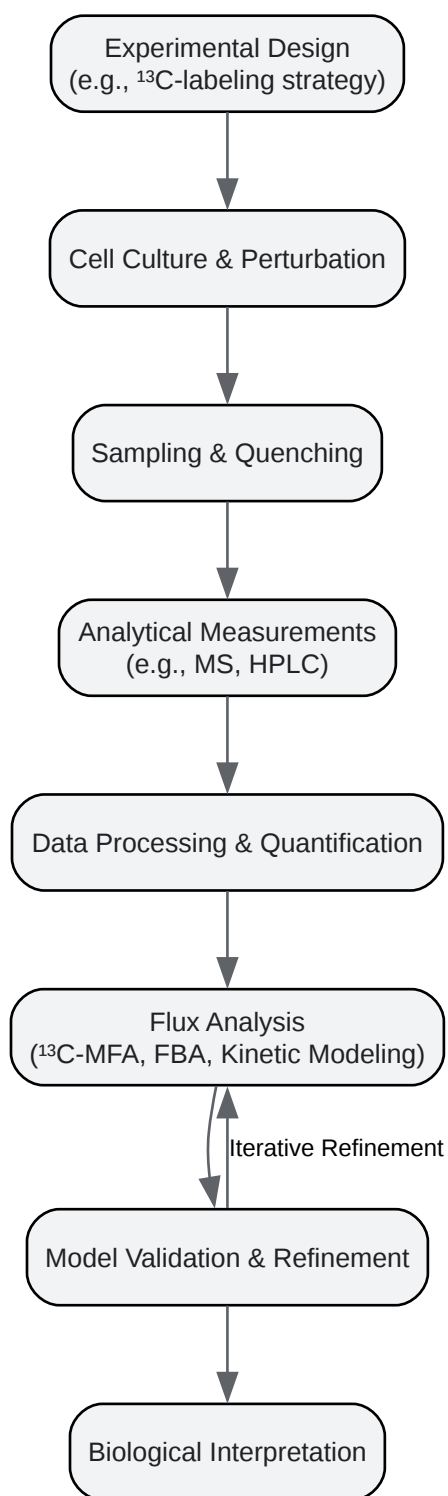 Experimental Design
(e.g., ¹³C-labeling strategy)
Cell Culture & Perturbation
Sampling & Quenching
Analytical Measurements
(e.g., MS, HPLC)
Data Processing & Quantification
Flux Analysis
(¹³C-MFA, FBA, Kinetic Modeling)
Iterative Refinement
Model Validation & Refinement
Biological Interpretation